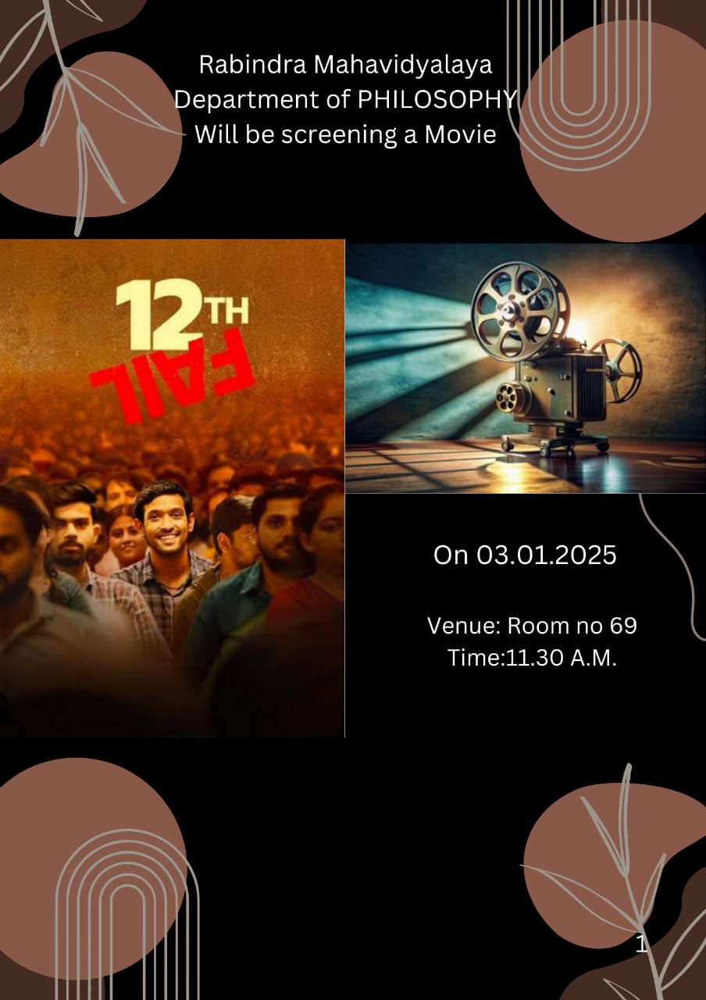 Rabindra Mahavidyalaya
Department of PHILOSOPHY
Will be screening a Movie
12TH
FAIL
On 03.01.2025
Venue: Room no 69
Time:11.30 A.M.
1